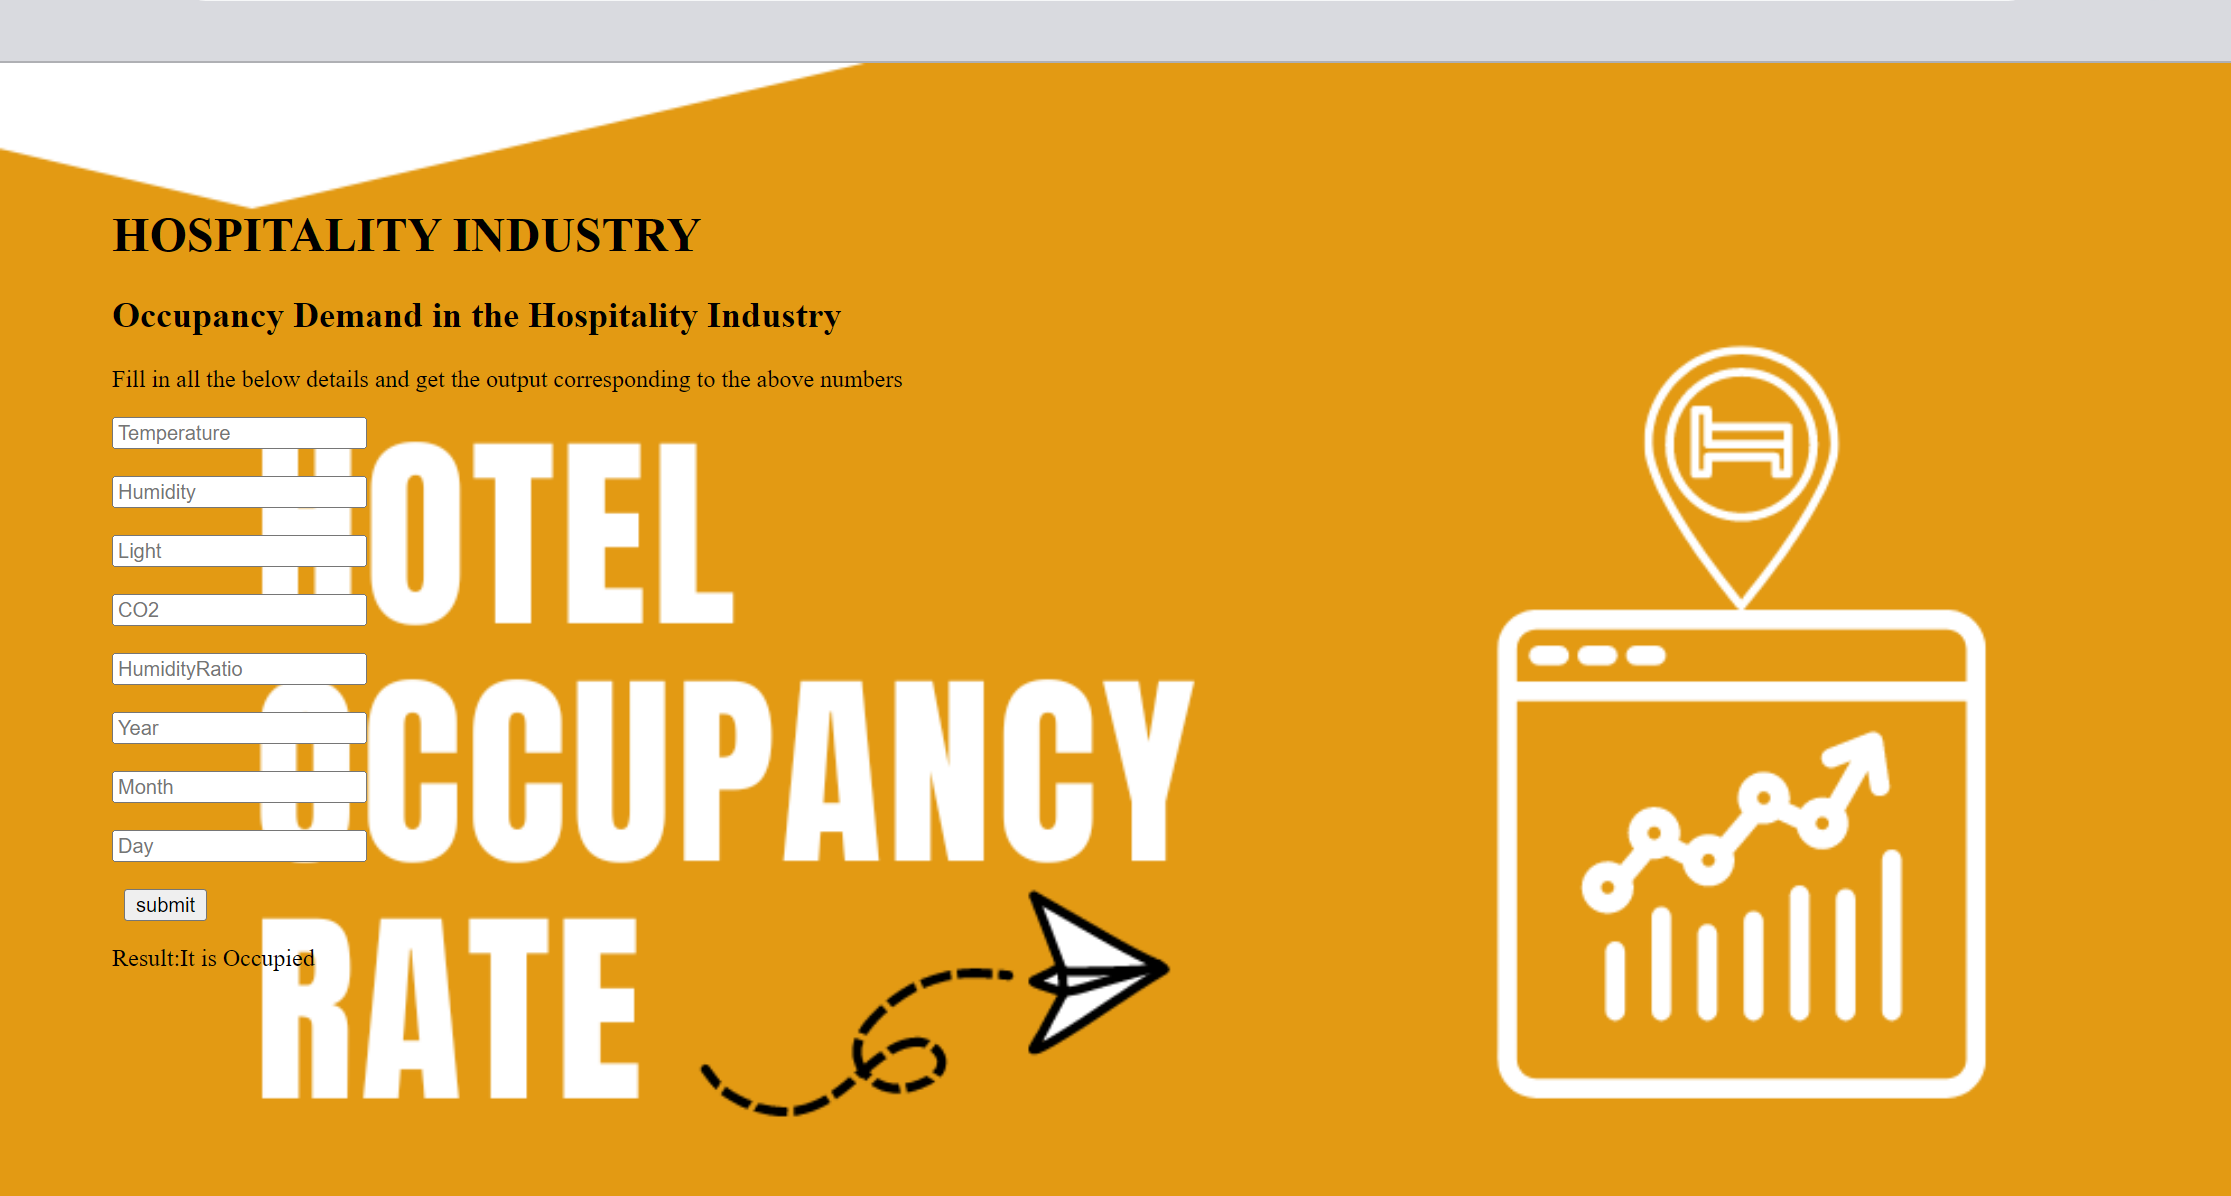 HOSPITALITY INDUSTRY
Occupancy Demand in the Hospitality Industry
Fill in all the below details and get the output corresponding to the above numbers
Temperature
Humidity
Light
CO2
HumidityRatio
Year
Month
Day
submit
Result:It is Occupied
HOTEL
OCCUPANCY
RATE